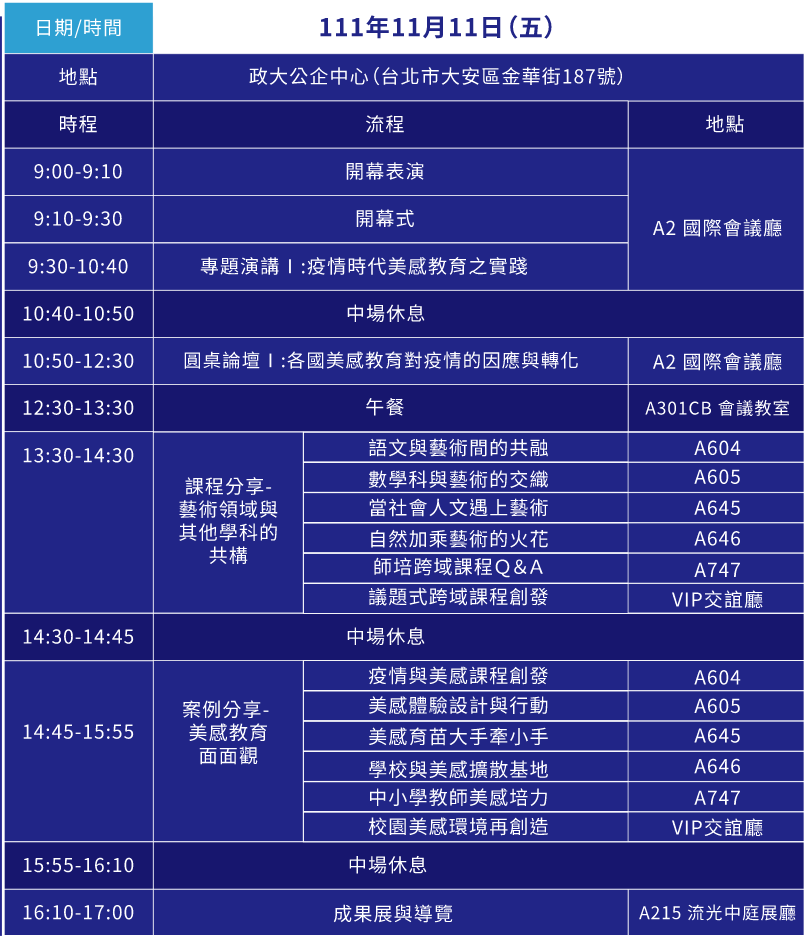 日期/時間
111年11月11日(五)
地點
政大公企中心(台北市大安區金華街187號)
時程
流程
地點
9:00-9:10
開幕表演
9:10-9:30
開幕式
A2 國際會議廳
9:30-10:40
專題演講Ⅰ:疫情時代美感教育之實踐
10:40-10:50
中場休息
10:50-12:30
圓桌論壇Ⅰ:各國美感教育對疫情的因應與轉化
A2 國際會議廳
12:30-13:30
午餐
A301CB 會議教室
13:30-14:30
課程分享-
藝術領域與
其他學科的
共構
語文與藝術間的共融
A604
數學科與藝術的交織
A605
當社會人文遇上藝術
A645
自然加乘藝術的火花
A646
師培跨域課程Q&A
A747
議題式跨域課程創發
VIP交誼廳
14:30-14:45
中場休息
14:45-15:55
案例分享-
美感教育
面面觀
疫情與美感課程創發
A604
美感體驗設計與行動
A605
美感育苗大手牽小手
A645
學校與美感擴散基地
A646
中小學教師美感培力
A747
校園美感環境再創造
VIP交誼廳
15:55-16:10
中場休息
16:10-17:00
成果展與導覽
A215 流光中庭展廳